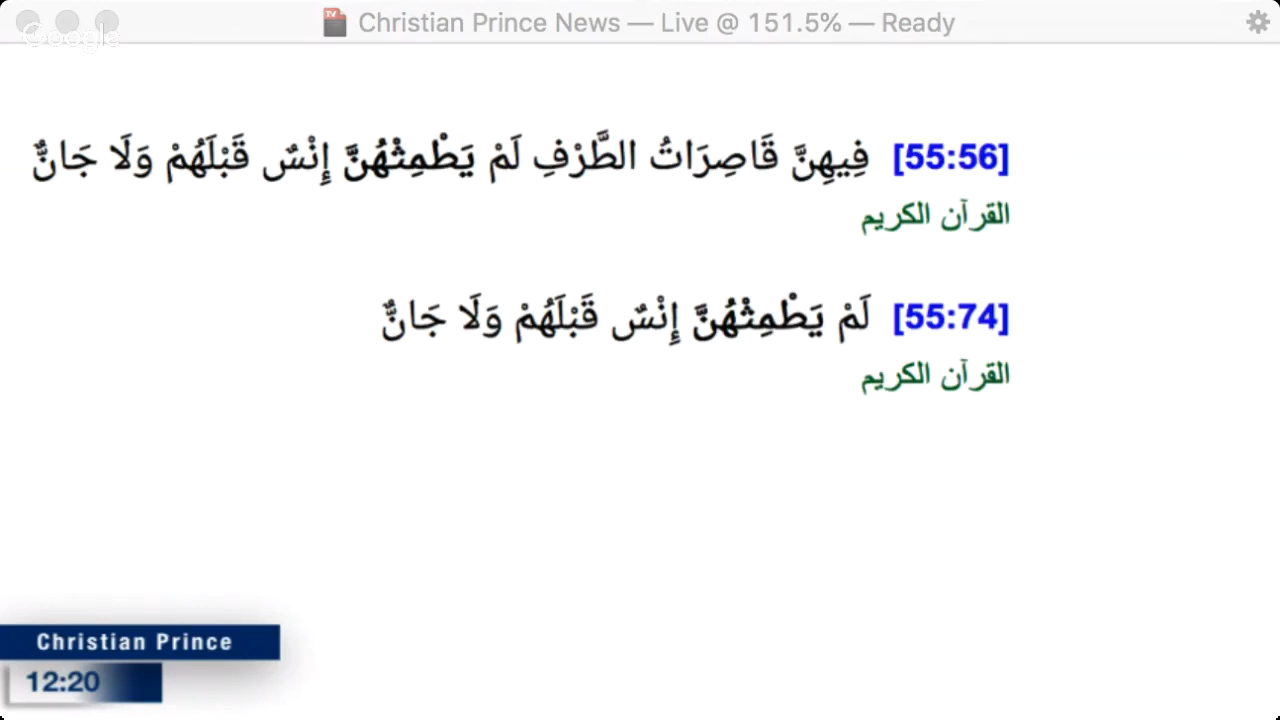 Christian Prince News — Live @ 151.5% — Ready
Google
[55:56] فِيهِنَّ قَاصِرَاتُ الطَّرْفِ لَمْ يَطْمِثْهُنَّ إِنْسٌ قَبْلَهُمْ وَلَا جَانٌّ
القرآن الكريم
[55:74] لَمْ يَطْمِثْهُنَّ إِنْسٌ قَبْلَهُمْ وَلَا جَانٌّ
القرآن الكريم
Christian Prince
12:20